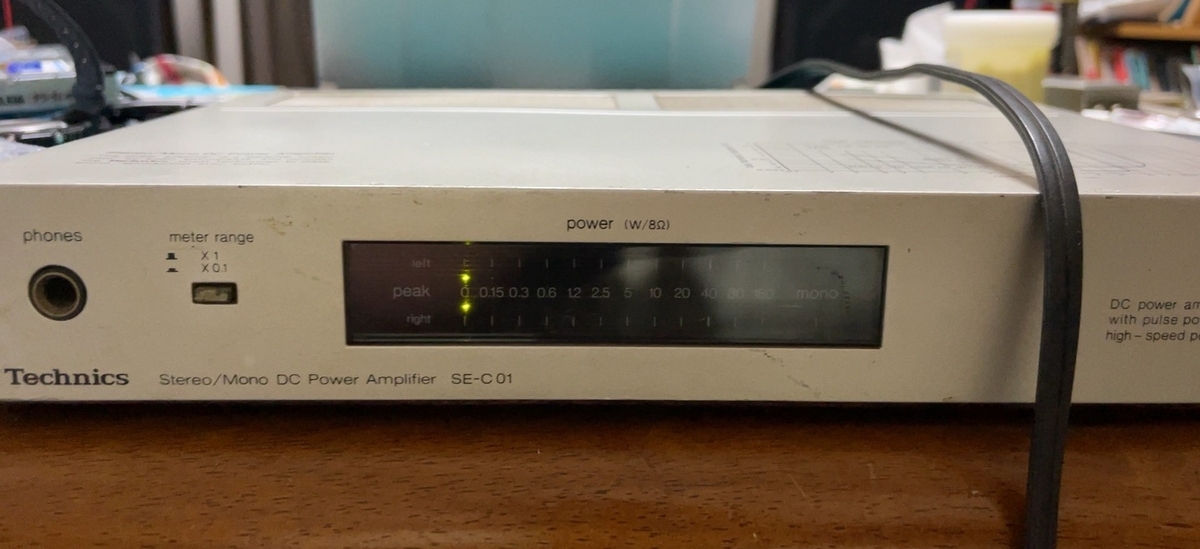 phones
meter range
X 1
X 0.1
power (W/8Ω)
left
peak 0 0.15 0.3 0.6 1.2 2.5 5 10 20 40 80 160 mono
right
DC power am
with pulse po
high-speed p
Technics Stereo/Mono DC Power Amplifier SE-C01